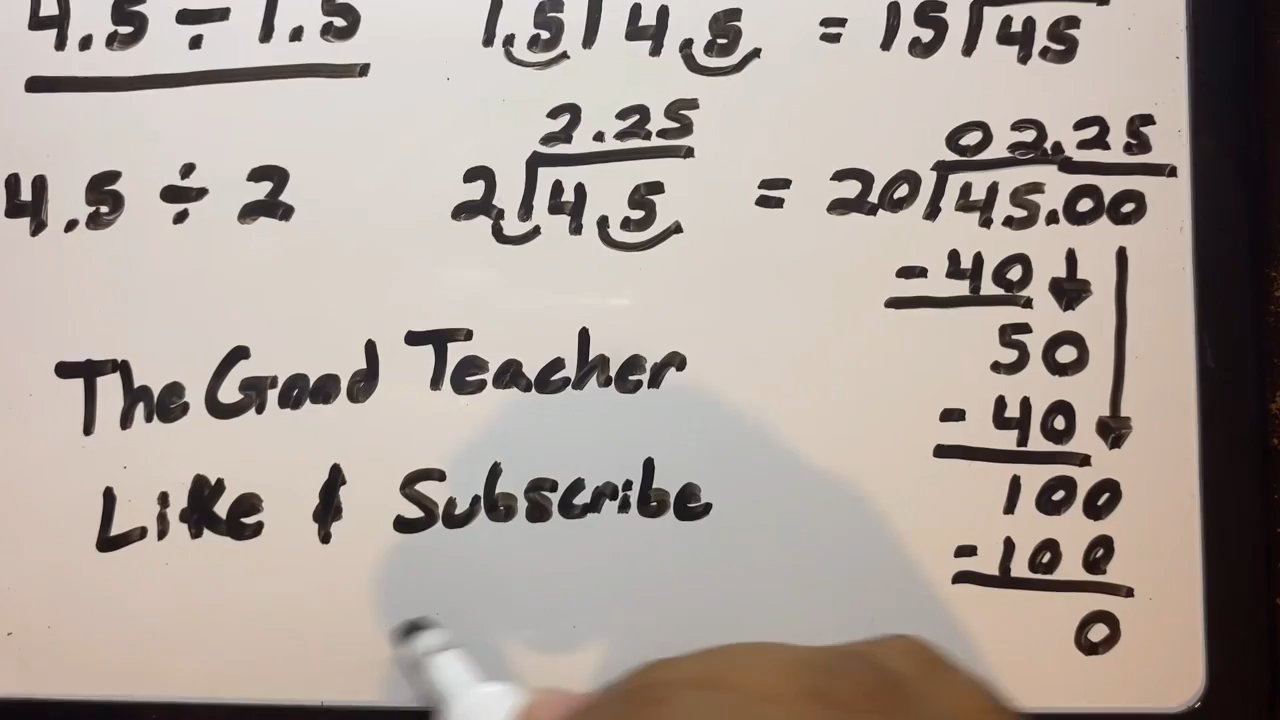 4.5 ÷ 1.5 1.5 4.5 = 15 45
2.25 02.25
4.5 ÷ 2 2 4.5 = 20 45.00
- 40
50
- 40
100
- 100
0
The Good Teacher
Like & Subscribe